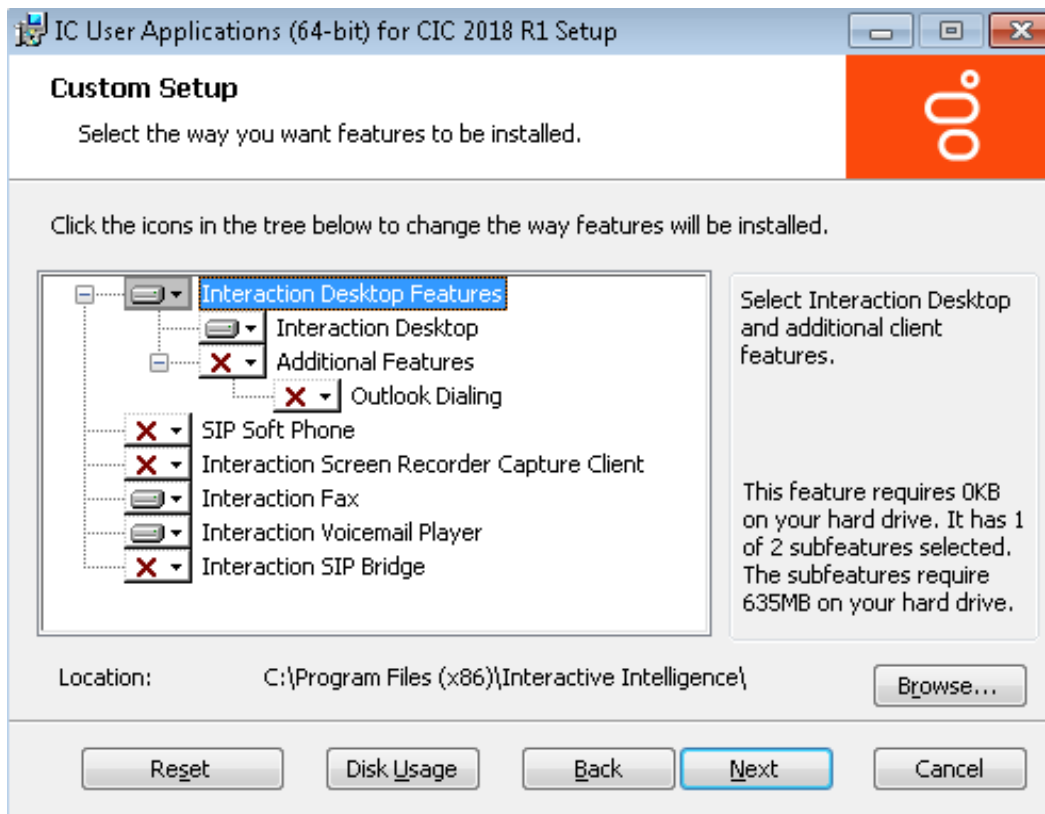 IC User Applications (64-bit) for CIC 2018 R1 Setup
Custom Setup
Select the way you want features to be installed.
Click the icons in the tree below to change the way features will be installed.
Interaction Desktop Features
Interaction Desktop
Additional Features
Outlook Dialing
SIP Soft Phone
Interaction Screen Recorder Capture Client
Interaction Fax
Interaction Voicemail Player
Interaction SIP Bridge
Select Interaction Desktop
and additional client
features.
This feature requires 0KB
on your hard drive. It has 1
of 2 subfeatures selected.
The subfeatures require
635MB on your hard drive.
Location: C:\Program Files (x86)\Interactive Intelligence\
Browse...
Reset Disk Usage Back Next Cancel